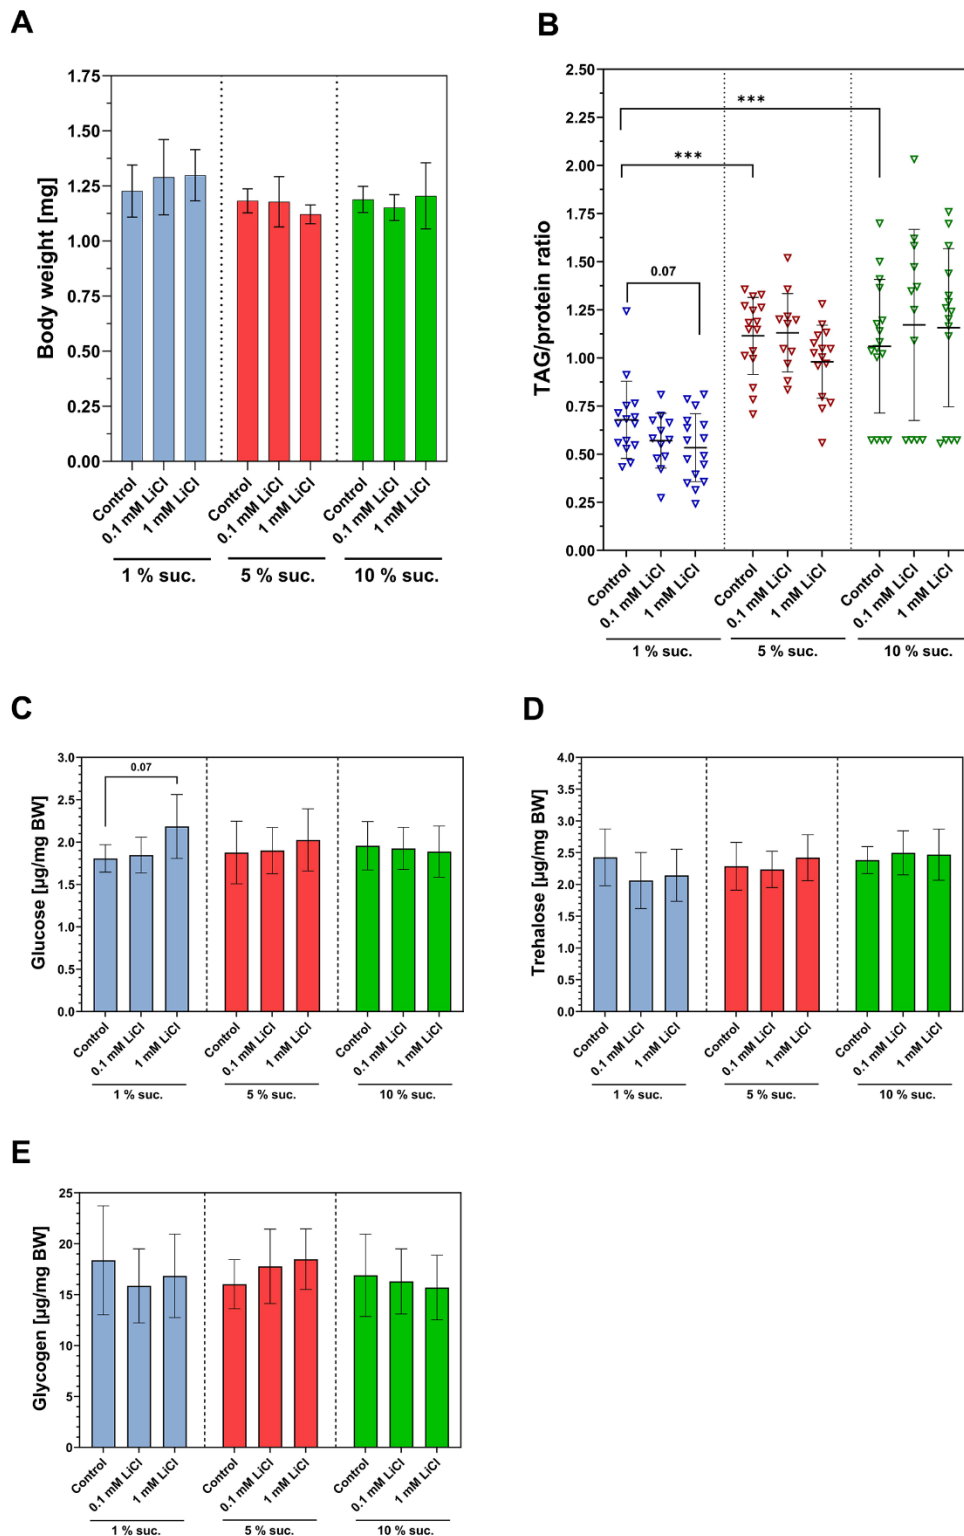 A
Body weight [mg]
1.75
1.50
1.25
1.00
0.75
0.50
0.25
0.00
Control
0.1 mM LiCl
1 mM LiCl
Control
0.1 mM LiCl
1 mM LiCl
Control
0.1 mM LiCl
1 mM LiCl
1 % suc.
5 % suc.
10 % suc.
B
TAG/protein ratio
2.50
2.25
2.00
1.75
1.50
1.25
1.00
0.75
0.50
0.25
0.00
***
***
0.07
Control
0.1 mM LiCl
1 mM LiCl
Control
0.1 mM LiCl
1 mM LiCl
Control
0.1 mM LiCl
1 mM LiCl
1 % suc.
5 % suc.
10 % suc.
C
Glucose [µg/mg BW]
3.0
2.5
2.0
1.5
1.0
0.5
0.0
0.07
Control
0.1 mM LiCl
1 mM LiCl
Control
0.1 mM LiCl
1 mM LiCl
Control
0.1 mM LiCl
1 mM LiCl
1 % suc.
5 % suc.
10 % suc.
D
Trehalose [µg/mg BW]
4.0
3.5
3.0
2.5
2.0
1.5
1.0
0.5
0.0
Control
0.1 mM LiCl
1 mM LiCl
Control
0.1 mM LiCl
1 mM LiCl
Control
0.1 mM LiCl
1 mM LiCl
1 % suc.
5 % suc.
10 % suc.
E
Glycogen [µg/mg BW]
25
20
15
10
5
0
Control
0.1 mM LiCl
1 mM LiCl
Control
0.1 mM LiCl
1 mM LiCl
Control
0.1 mM LiCl
1 mM LiCl
1 % suc.
5 % suc.
10 % suc.